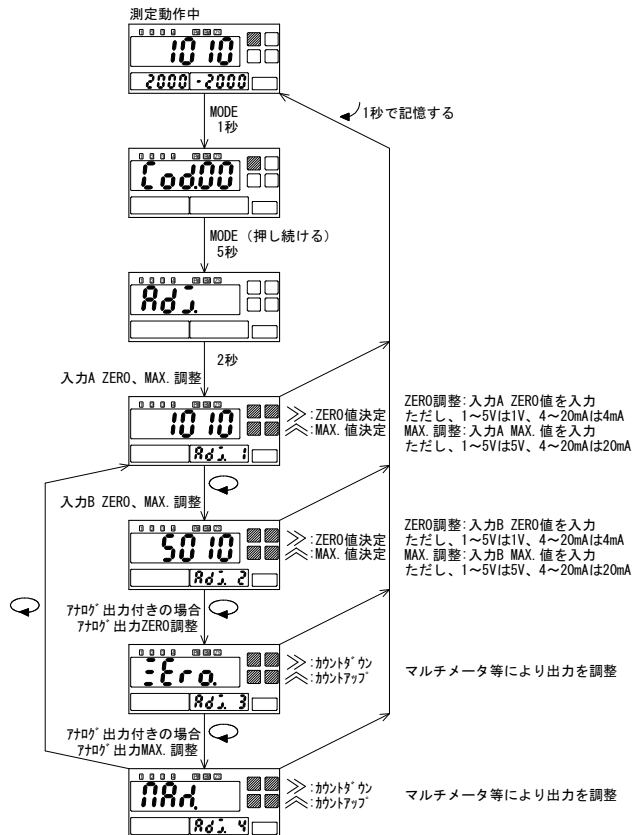 測定動作中
1010
2000 -2000
MODE
1秒
1秒で記憶する
Cod.00
MODE (押し続ける)
5秒
Adj.
2秒
入力A ZERO、MAX.調整
1010
Adj. 1
≫:ZERO値決定
︽:MAX.値決定
ZERO調整:入力A ZERO値を入力
ただし、1~5Vは1V、4~20mAは4mA
MAX.調整:入力A MAX.値を入力
ただし、1~5Vは5V、4~20mAは20mA
入力B ZERO、MAX.調整
5010
Adj. 2
≫:ZERO値決定
︽:MAX.値決定
ZERO調整:入力B ZERO値を入力
ただし、1~5Vは1V、4~20mAは4mA
MAX.調整:入力B MAX.値を入力
ただし、1~5Vは5V、4~20mAは20mA
アナログ出力付きの場合
アナログ出力ZERO調整
ZEro.
Adj. 3
≫:カウントダウン
︽:カウントアップ
マルチメータ等により出力を調整
アナログ出力付きの場合
アナログ出力MAX.調整
MAX.
Adj. 4
≫:カウントダウン
︽:カウントアップ
マルチメータ等により出力を調整